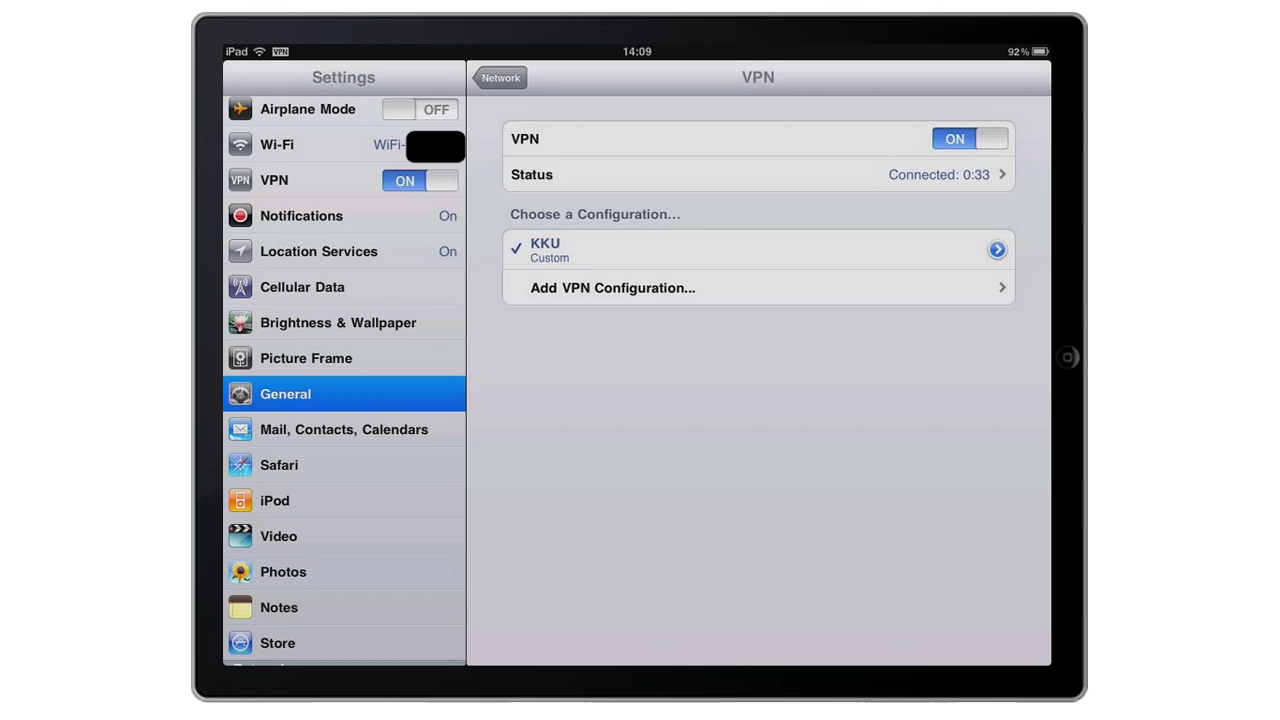 iPad VPN 14:09 92%
Settings
Network
VPN
Airplane Mode OFF
Wi-Fi WiFi-
VPN VPN ON
Notifications On
Location Services On
Cellular Data
Brightness & Wallpaper
Picture Frame
General
Mail, Contacts, Calendars
Safari
iPod
Video
Photos
Notes
Store
VPN ON
Status Connected: 0:33
Choose a Configuration...
KKU
Custom
Add VPN Configuration...